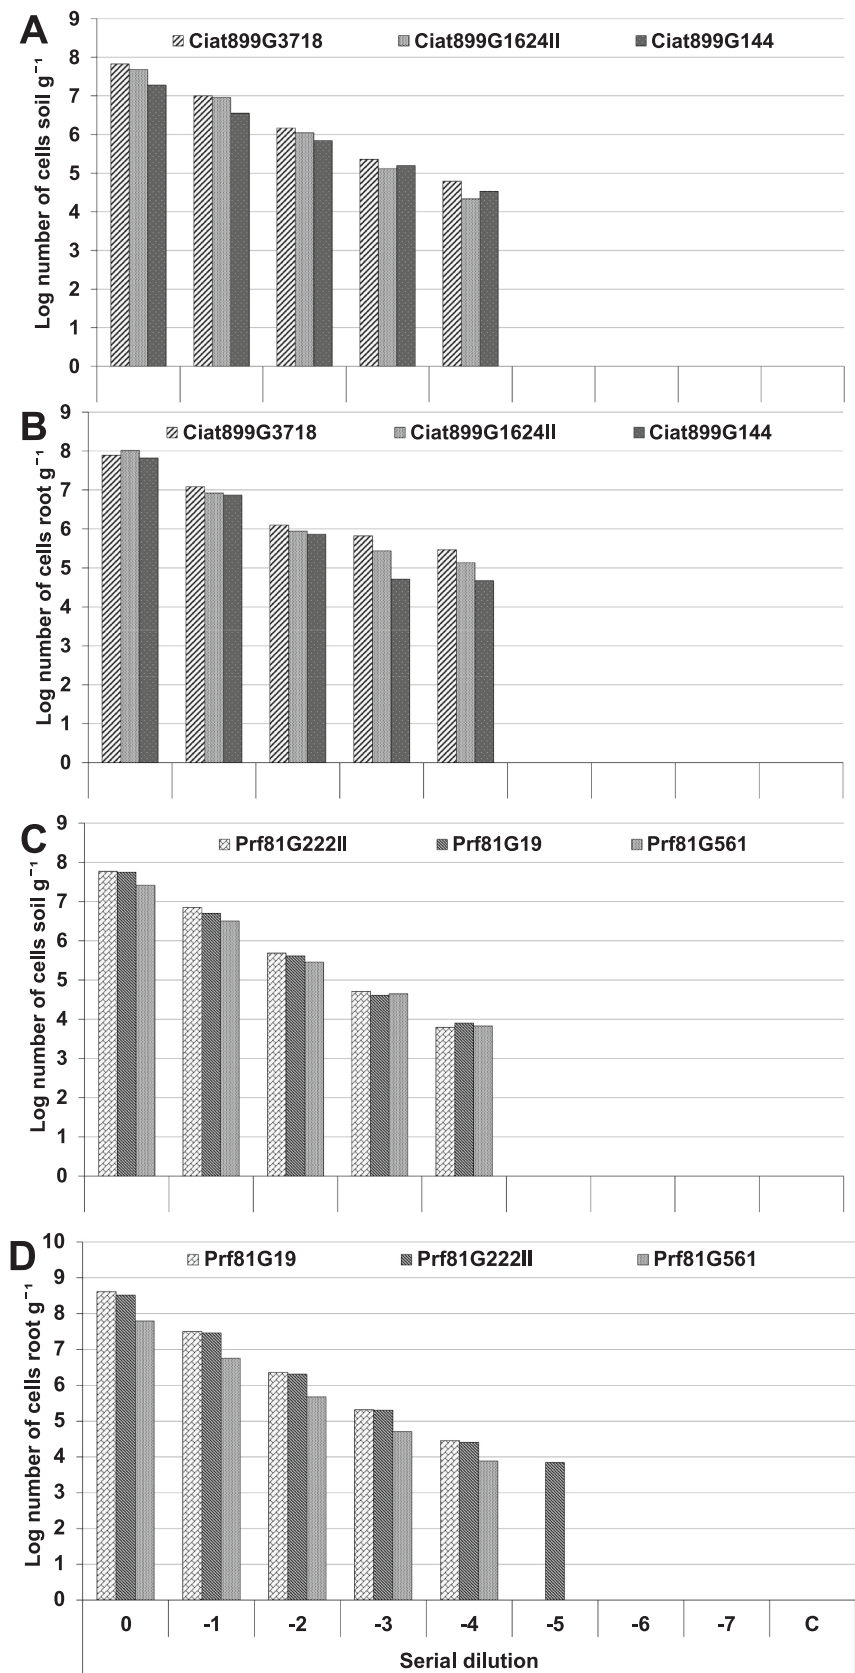 A
Log number of cells soil g⁻¹
Ciat899G3718 Ciat899G1624II Ciat899G144
9
8
7
6
5
4
3
2
1
0
B
Log number of cells root g⁻¹
Ciat899G3718 Ciat899G1624II Ciat899G144
9
8
7
6
5
4
3
2
1
0
C
Log number of cells soil g⁻¹
Prf81G222II Prf81G19 Prf81G561
9
8
7
6
5
4
3
2
1
0
D
Log number of cells root g⁻¹
Prf81G19 Prf81G222II Prf81G561
10
9
8
7
6
5
4
3
2
1
0
0 -1 -2 -3 -4 -5 -6 -7 C
Serial dilution